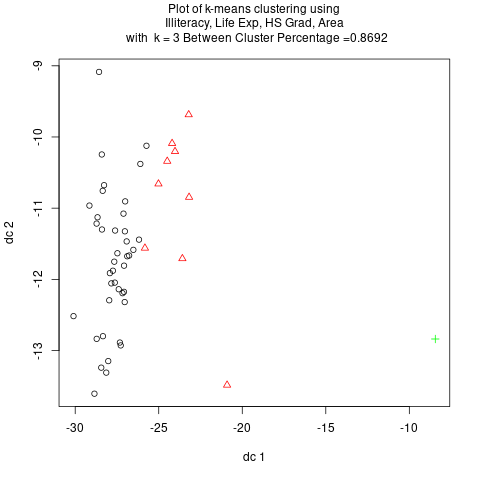 Plot of k-means clustering using
Illiteracy, Life Exp, HS Grad, Area
with  k = 3 Between Cluster Percentage =0.8692
-9
-10
-11
-12
-13
dc 2
-30 -25 -20 -15 -10
dc 1